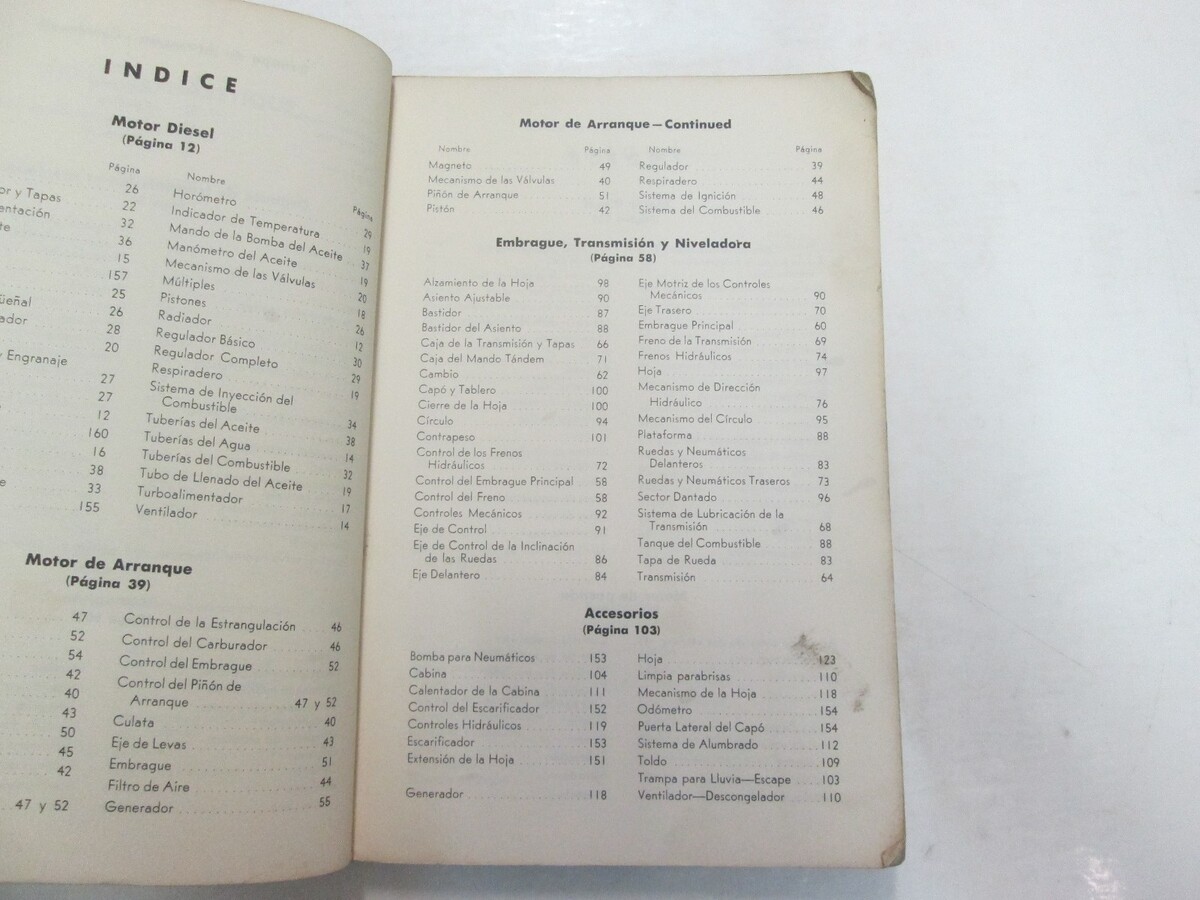 INDICE
Motor Diesel
(Página 12)
Página
or y Tapas 26
ntación 22
te 32
36
15
157
üeñal 25
ador 26
28
y Engranaje 20
27
27
12
160
16
38
e 33
155
Nombre Página
Horómetro 29
Indicador de Temperatura 19
Mando de la Bomba del Aceite 37
Manómetro del Aceite 19
Mecanismo de las Válvulas 20
Múltiples 18
Pistones 26
Radiador 12
Regulador Básico 30
Regulador Completo 29
Respiradero 19
Sistema de Inyección del
Combustible 34
Tuberías del Aceite 38
Tuberías del Agua 14
Tuberías del Combustible 32
Tubo de Llenado del Aceite 19
Turboalimentador 17
Ventilador 14
Motor de Arranque
(Página 39)
47
52
54
42
40
43
50
45
42
47 y 52
Control de la Estrangulación 46
Control del Carburador 46
Control del Embrague 52
Control del Piñón de
Arranque 47 y 52
Culata 40
Eje de Levas 43
Embrague 51
Filtro de Aire 44
Generador 55
Motor de Arranque—Continued
Nombre Página
Magneto 49
Mecanismo de las Válvulas 40
Piñón de Arranque 51
Pistón 42
Nombre Página
Regulador 39
Respiradero 44
Sistema de Ignición 48
Sistema del Combustible 46
Embrague, Transmisión y Niveladora
(Página 58)
Alzamiento de la Hoja 98
Asiento Ajustable 90
Bastidor 87
Bastidor del Asiento 88
Caja de la Transmisión y Tapas 66
Caja del Mando Tándem 71
Cambio 62
Capó y Tablero 100
Cierre de la Hoja 100
Círculo 94
Contrapeso 101
Control de los Frenos
Hidráulicos 72
Control del Embrague Principal 58
Control del Freno 58
Controles Mecánicos 92
Eje de Control 91
Eje de Control de la Inclinación
de las Ruedas 86
Eje Delantero 84
Eje Motriz de los Controles
Mecánicos 90
Eje Trasero 70
Embrague Principal 60
Freno de la Transmisión 69
Frenos Hidráulicos 74
Hoja 97
Mecanismo de Dirección
Hidráulico 76
Mecanismo del Círculo 95
Plataforma 88
Ruedas y Neumáticos
Delanteros 83
Ruedas y Neumáticos Traseros 73
Sector Dantado 96
Sistema de Lubricación de la
Transmisión 68
Tanque del Combustible 88
Tapa de Rueda 83
Transmisión 64
Accesorios
(Página 103)
Bomba para Neumáticos 153
Cabina 104
Calentador de la Cabina 111
Control del Escarificador 152
Controles Hidráulicos 119
Escarificador 153
Extensión de la Hoja 151
Generador 118
Hoja 123
Limpia parabrisas 110
Mecanismo de la Hoja 118
Odómetro 154
Puerta Lateral del Capó 154
Sistema de Alumbrado 112
Toldo 109
Trampa para Lluvia—Escape 103
Ventilador—Descongelador 110